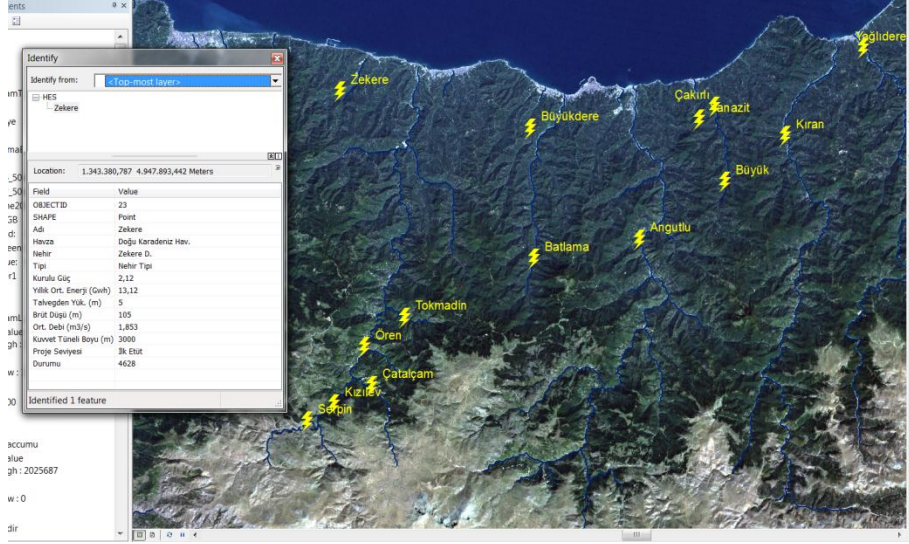 Identify
Identify from:
<Top-most layer>
HES
Zekere
Location:
1.343.380,787 4.947.893,442 Meters
Field Value
OBJECTID 23
SHAPE Point
Adı Zekere
Havza Doğu Karadeniz Hav.
Nehir Zekere D.
Tipi Nehir Tipi
Kurulu Güç 2,12
Yıllık Ort. Enerji (Gwh) 13,12
Talvegden Yük. (m) 5
Brüt Düşü (m) 105
Ort. Debi (m3/s) 1,853
Kuvvet Tüneli Boyu (m) 3000
Proje Seviyesi İlk Etüt
Durumu 4628
Identified 1 feature
accumu
gh : 2025687
w : 0
dir
Yağlıdere
Zekere
Çakırlı
Büyükdere
Kıran
Büyük
Angutlu
Batlama
Tokmadin
Ören
Çatalçam
Kızılev
Serpin